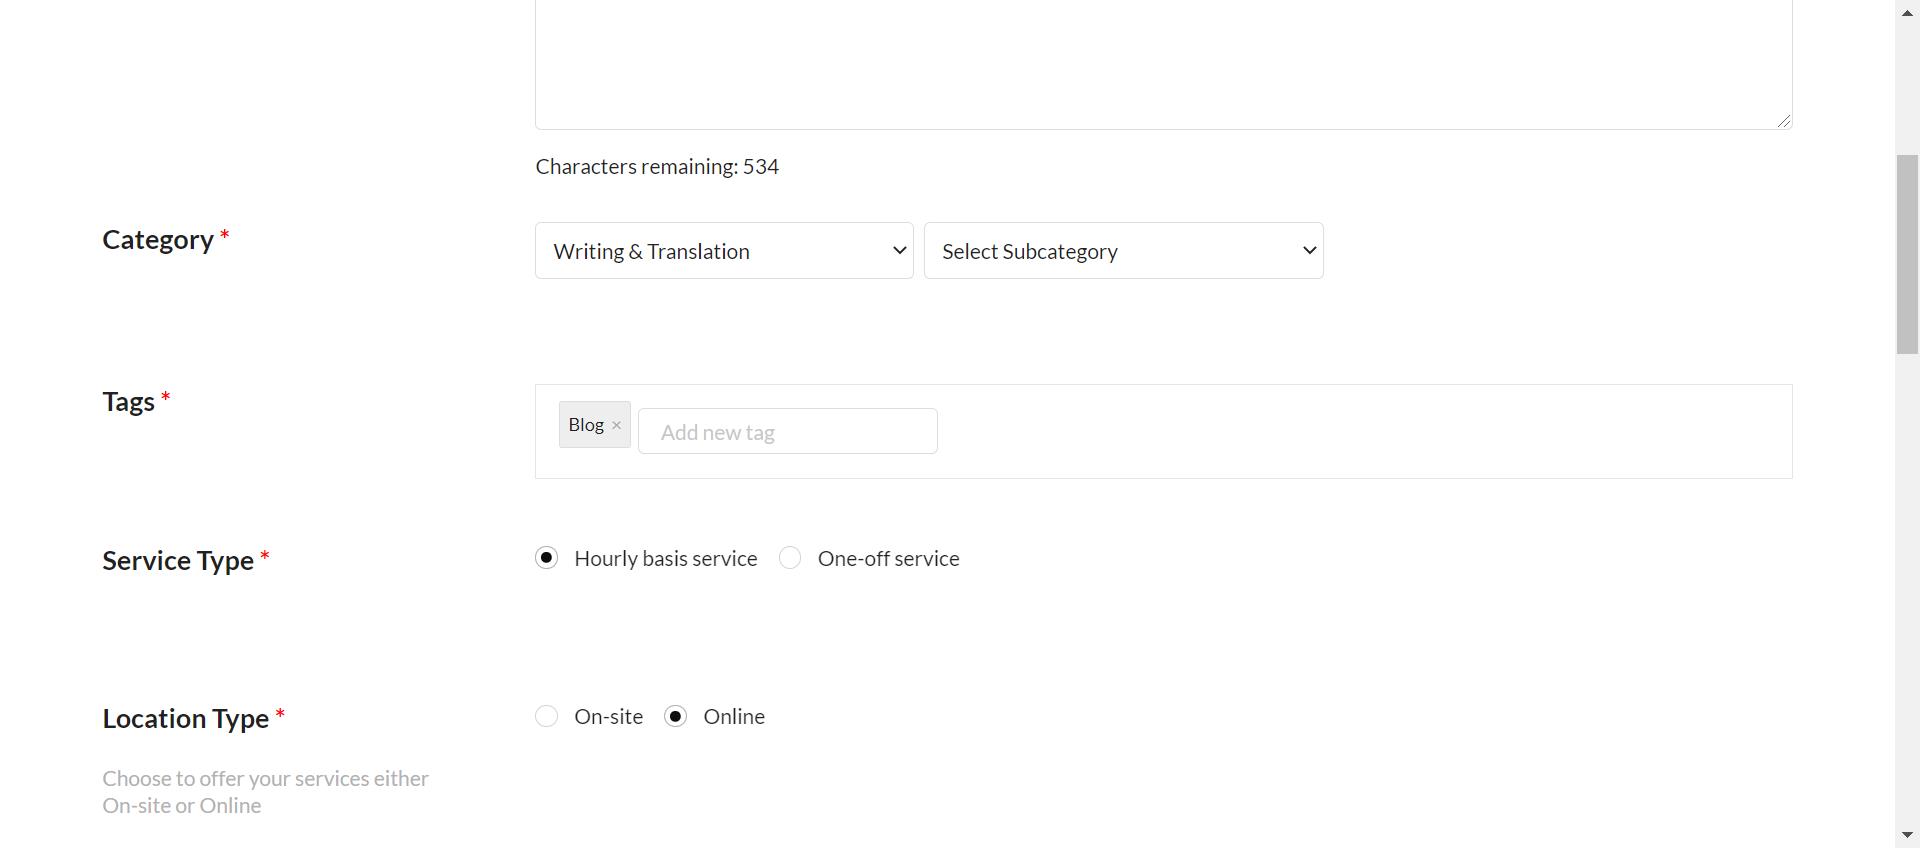 Characters remaining: 534
Category *
Writing & Translation
Select Subcategory
Tags *
Blog ×
Add new tag
Service Type *
Hourly basis service
One-off service
Location Type *
On-site
Online
Choose to offer your services either
On-site or Online